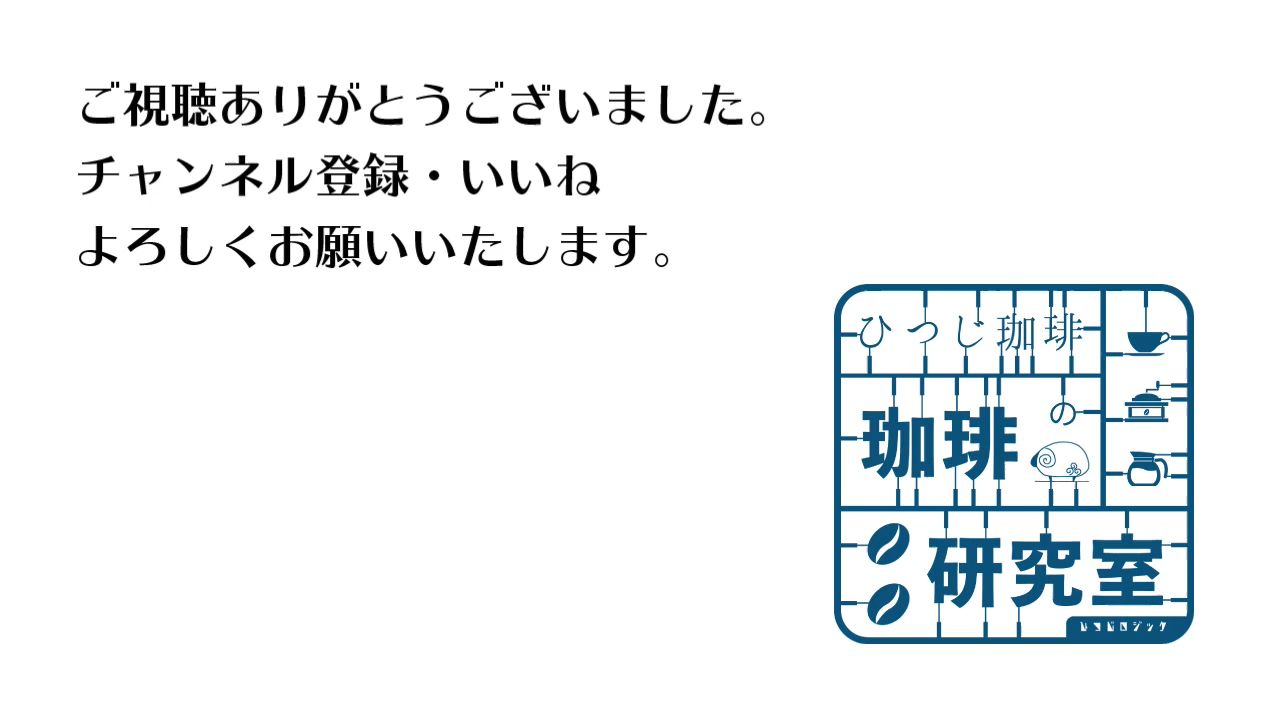 ご視聴ありがとうございました。
チャンネル登録・いいね
よろしくお願いいたします。
ひつじ珈琲
の
珈琲
研究室